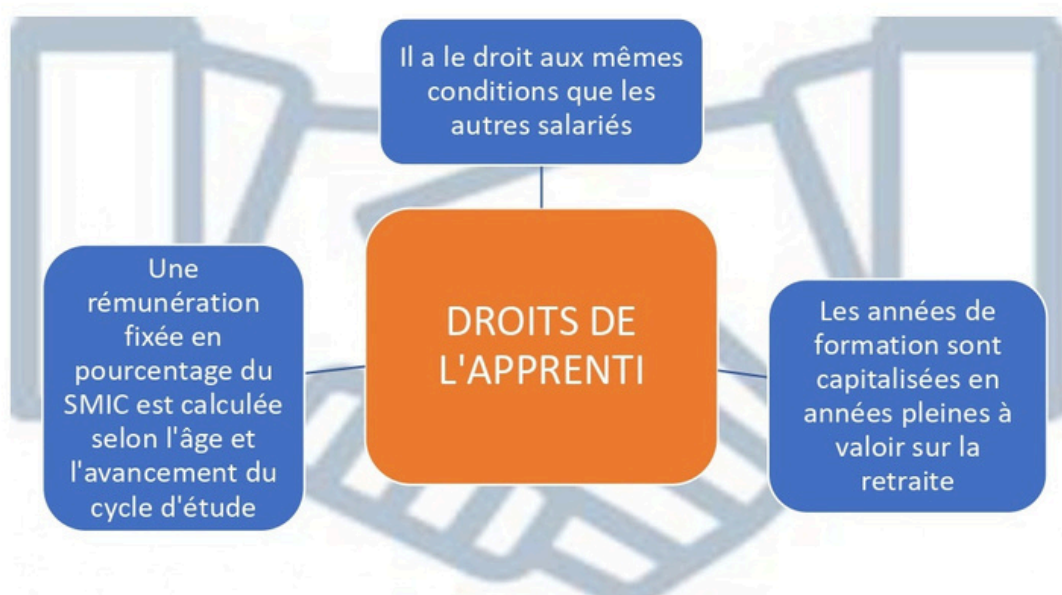 Il a le droit aux mêmes
conditions que les
autres salariés
DROITS DE
L'APPRENTI
Une
rémunération
fixée en
pourcentage du
SMIC est calculée
selon l'âge et
l'avancement du
cycle d'étude
Les années de
formation sont
capitalisées en
années pleines à
valoir sur la
retraite